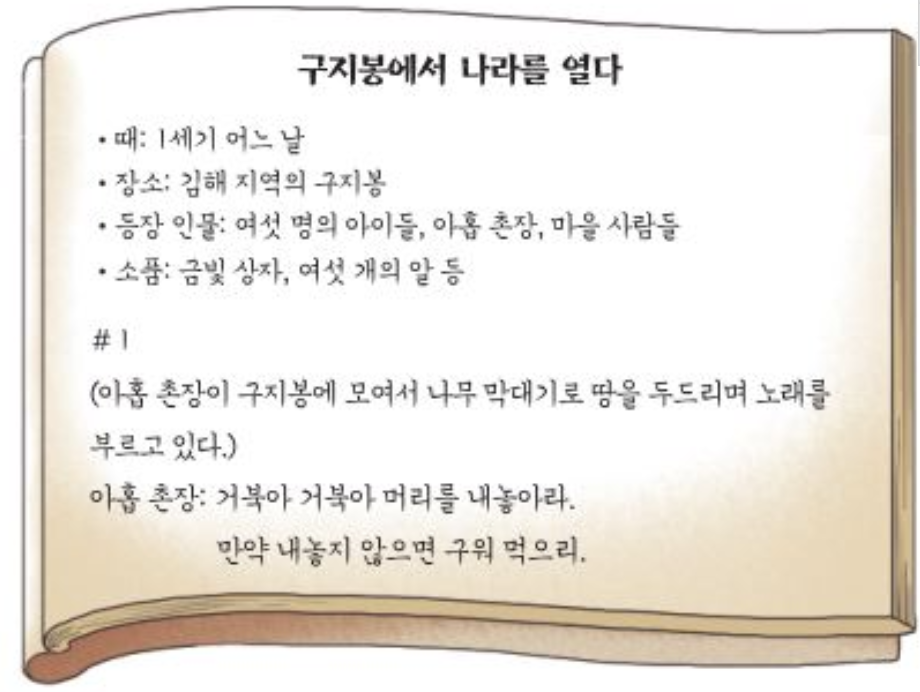 구지봉에서 나라를 열다
• 때: 1세기 어느 날
• 장소: 김해 지역의 구지봉
• 등장 인물: 여섯 명의 아이들, 아홉 촌장, 마을 사람들
• 소품: 금빛 상자, 여섯 개의 알 등
# 1
(아홉 촌장이 구지봉에 모여서 나무 막대기로 땅을 두드리며 노래를
부르고 있다.)
아홉 촌장: 거북아 거북아 머리를 내놓아라.
만약 내놓지 않으면 구워 먹으리.